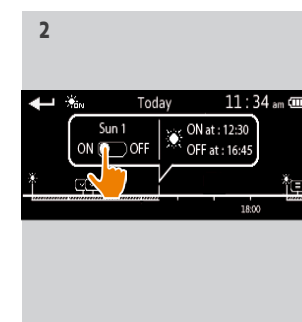 2
ON Today 11:34 am
Sun 1
ON OFF
ON at : 12:30
OFF at : 16:45
18:00